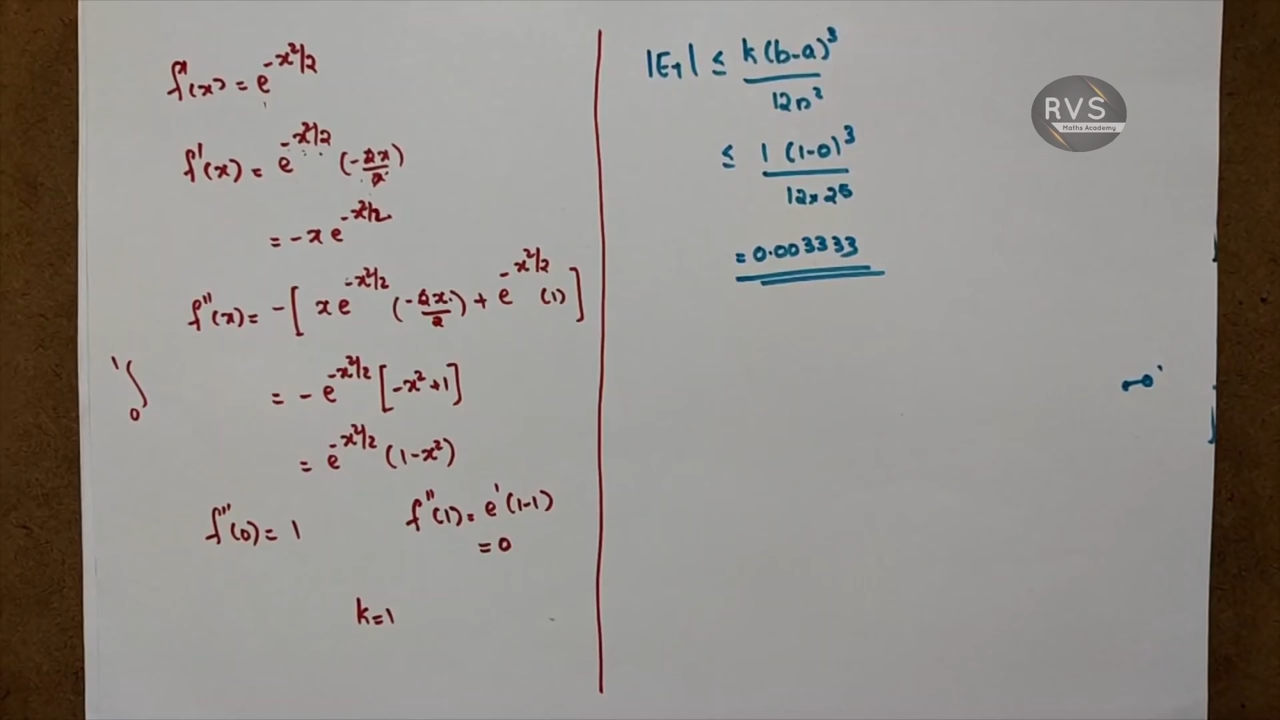 f(x) = e^{-x²/2}
f'(x) = e^{-x²/2} (-2x/2)
= -x e^{-x²/2}
f''(x) = -[x e^{-x²/2} (-2x/2) + e^{-x²/2} (1)]
∫₀¹
= -e^{-x²/2} [-x²+1]
= e^{-x²/2} (1-x²)
f''(0) = 1
f''(1) = e¹ (1-1)
= 0
k=1
|E_T| ≤ k(b-a)³/12n²
≤ 1 (1-0)³/12×25
= 0.003333
RVS
Maths Academy